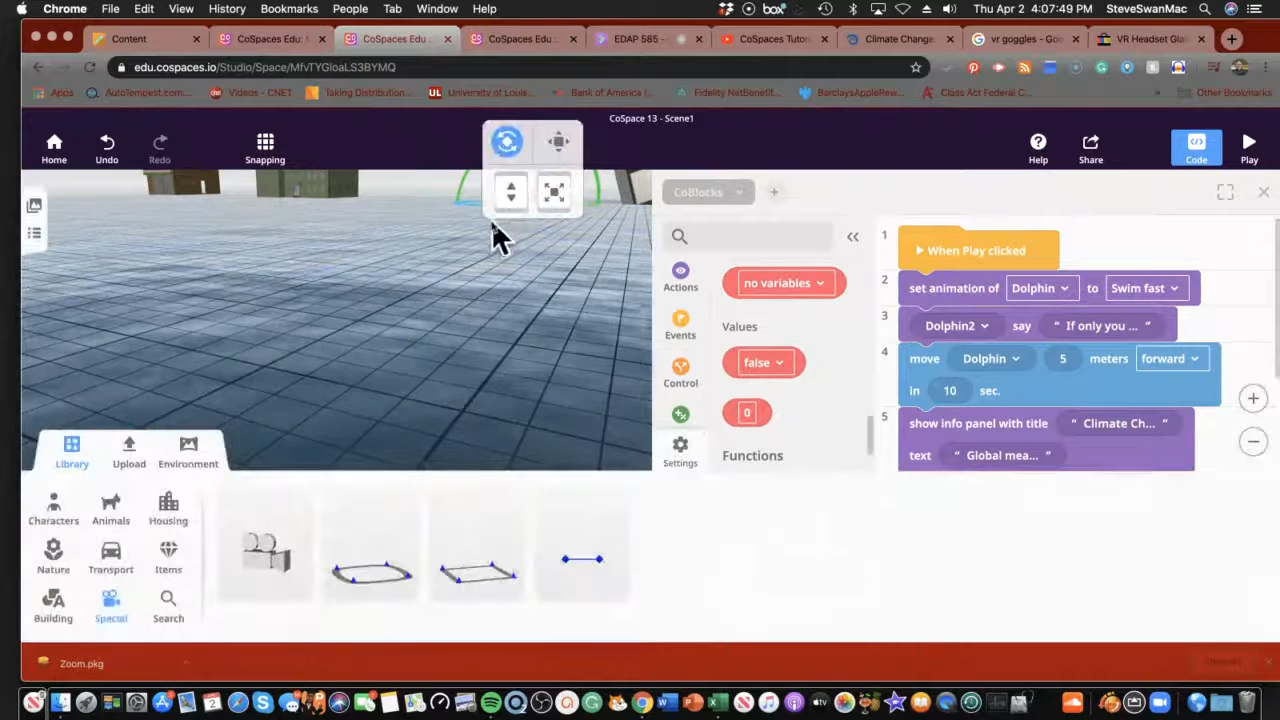 Chrome File Edit View History Bookmarks People Tab Window Help box Thu Apr 2 4:07:49 PM SteveSwanMac
Content CoSpaces Edu: M CoSpaces Edu CoSpaces Edu : EDAP 585 - CoSpaces Tutor Climate Change vr goggles - Goo VR Headset Gla
edu.cospaces.io/Studio/Space/MfVTYGloaLS3BYMQ
Apps AutoTempest.com... Videos - CNET Taking Distribution... UL University of Louis... Bank of America (... Fidelity NetBenefit... BarclaysAppleRew... Class Act Federal C... Other Bookmarks
CoSpace 13 - Scene1
Home Undo Redo Snapping Help Share Code Play
CoBlocks
1 When Play clicked
Actions no variables
2 set animation of Dolphin to Swim fast
Events Values
3 Dolphin2 say " If only you ... "
Control false
4 move Dolphin 5 meters forward
in 10 sec.
0
5 show info panel with title " Climate Ch... "
Settings Functions
text " Global mea... "
Library Upload Environment
Characters Animals Housing
Nature Transport Items
Building Special Search
Zoom.pkg